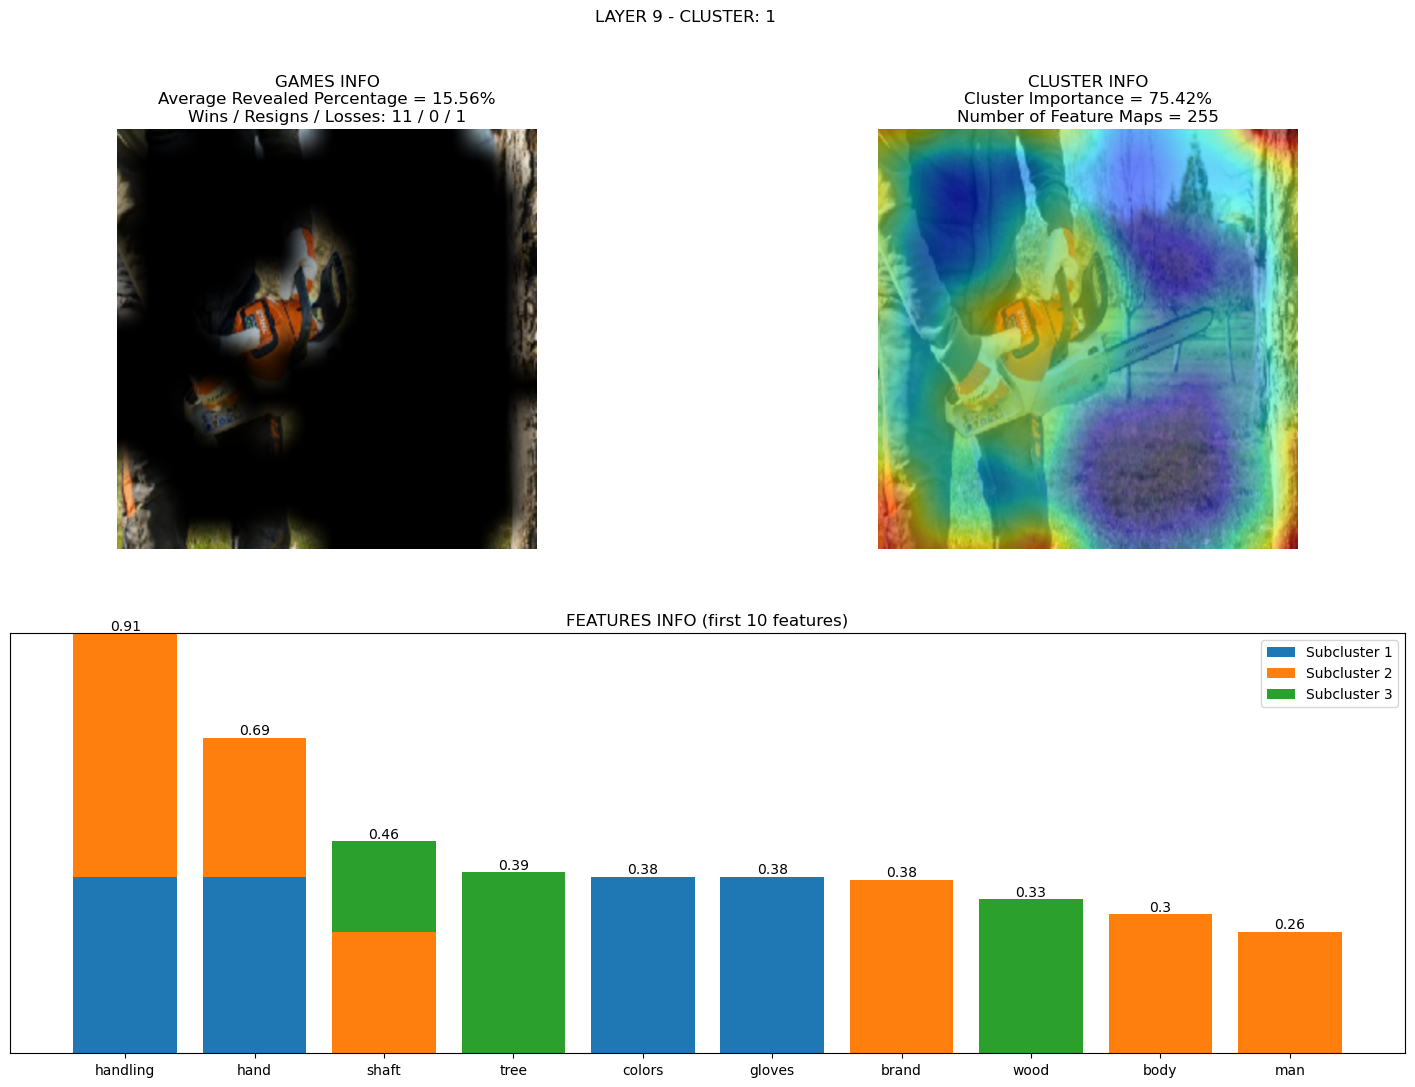 LAYER 9 - CLUSTER: 1
GAMES INFO
Average Revealed Percentage = 15.56%
Wins / Resigns / Losses: 11 / 0 / 1
CLUSTER INFO
Cluster Importance = 75.42%
Number of Feature Maps = 255
FEATURES INFO (first 10 features)
0.91
0.69
0.46
0.39
0.38
0.38
0.38
0.33
0.3
0.26
Subcluster 1
Subcluster 2
Subcluster 3
handling
hand
shaft
tree
colors
gloves
brand
wood
body
man